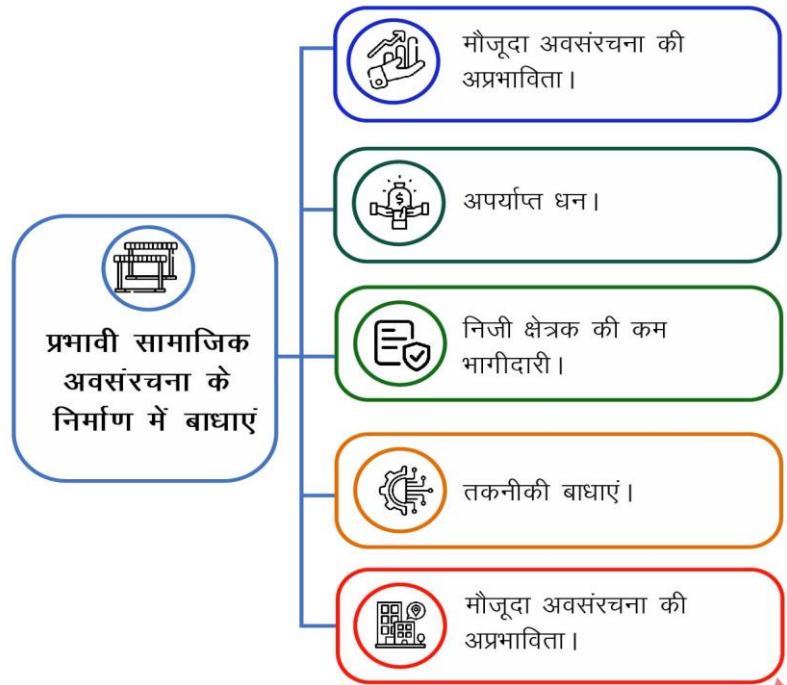 प्रभावी सामाजिक
अवसंरचना के
निर्माण में बाधाएं
मौजूदा अवसंरचना की
अप्रभाविता।
अपर्याप्त धन।
निजी क्षेत्रक की कम
भागीदारी।
तकनीकी बाधाएं।
मौजूदा अवसंरचना की
अप्रभाविता।